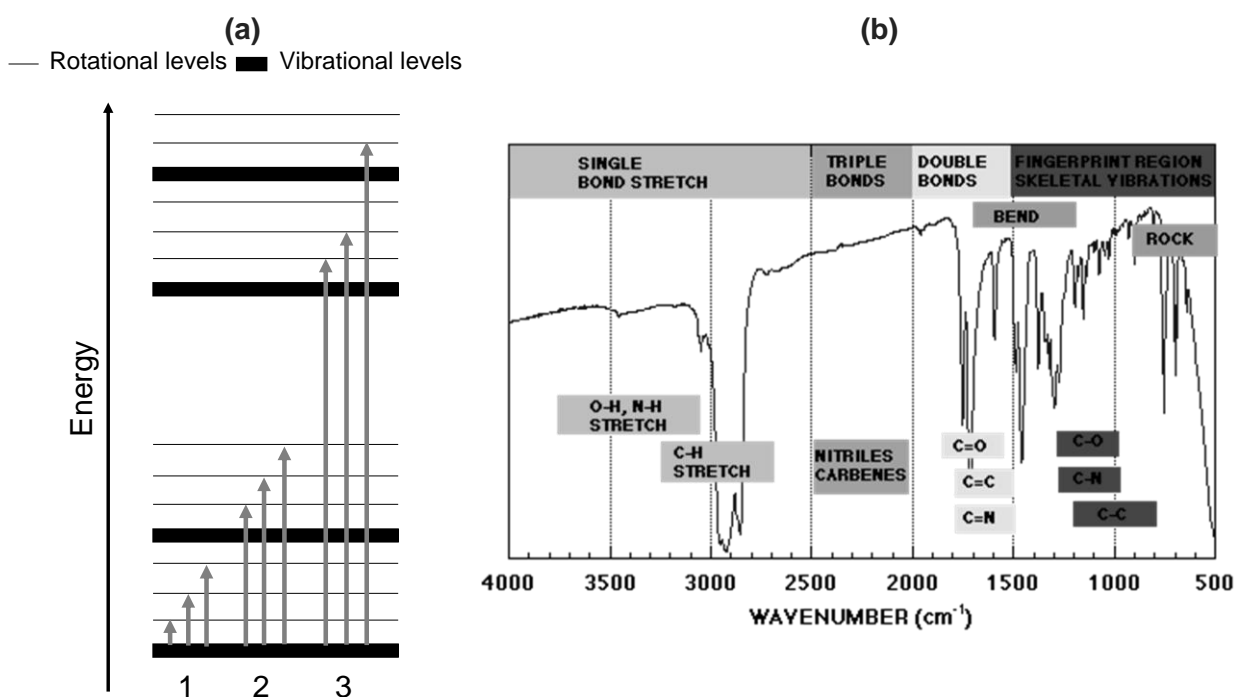 (a)
Rotational levels Vibrational levels
Energy
1 2 3
(b)
SINGLE
BOND STRETCH
TRIPLE
BONDS
DOUBLE
BONDS
FINGERPRINT REGION
SKELETAL VIBRATIONS
BEND
ROCK
O-H, N-H
STRETCH
C-H
STRETCH
NITRILES
CARBENES
C=O
C=C
C=N
C-O
C-N
C-C
4000 3500 3000 2500 2000 1500 1000 500
WAYENUMBER (cm⁻¹)